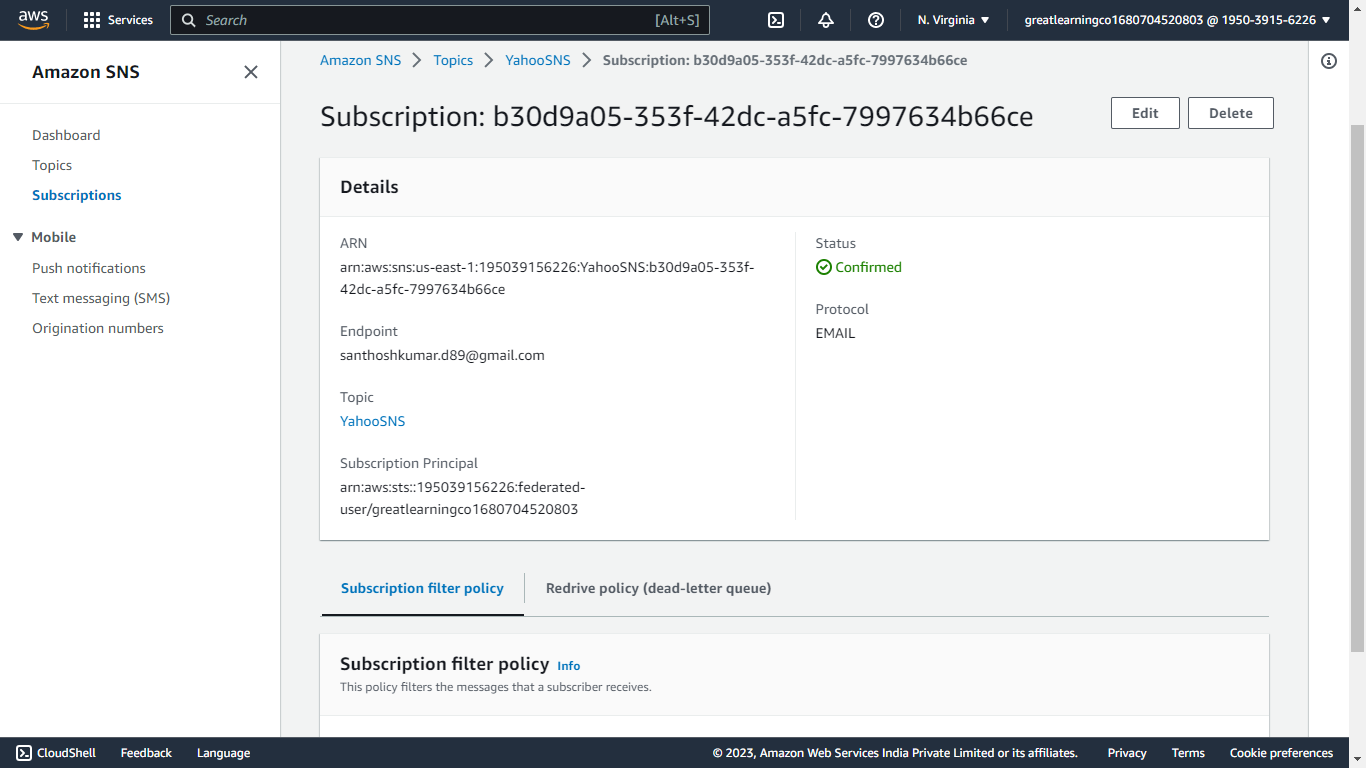 aws Services Search [Alt+S] N. Virginia greatlearningco1680704520803 @ 1950-3915-6226
Amazon SNS
Dashboard
Topics
Subscriptions
Mobile
Push notifications
Text messaging (SMS)
Origination numbers
Amazon SNS Topics YahooSNS Subscription: b30d9a05-353f-42dc-a5fc-7997634b66ce
Subscription: b30d9a05-353f-42dc-a5fc-7997634b66ce
Edit Delete
Details
ARN
arn:aws:sns:us-east-1:195039156226:YahooSNS:b30d9a05-353f-
42dc-a5fc-7997634b66ce
Endpoint
santhoshkumar.d89@gmail.com
Topic
YahooSNS
Subscription Principal
arn:aws:sts::195039156226:federated-
user/greatlearningco1680704520803
Status
Confirmed
Protocol
EMAIL
Subscription filter policy Redrive policy (dead-letter queue)
Subscription filter policy Info
This policy filters the messages that a subscriber receives.
CloudShell Feedback Language © 2023, Amazon Web Services India Private Limited or its affiliates. Privacy Terms Cookie preferences